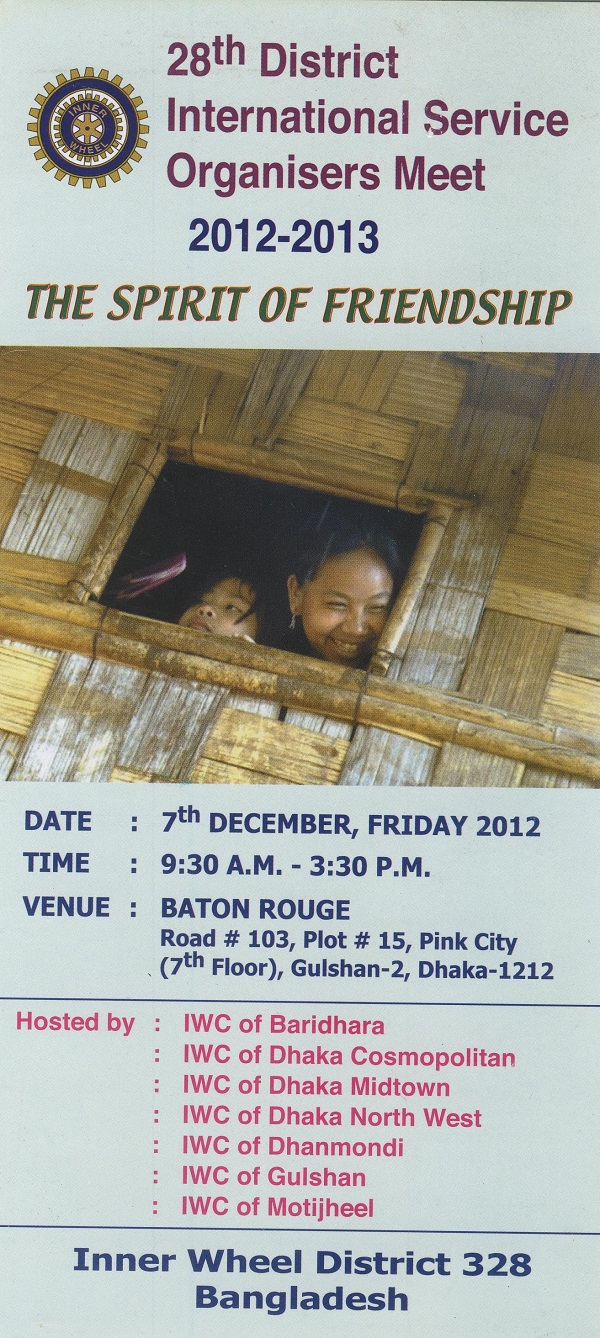 INNER
WHEEL
28th District
International Service
Organisers Meet
2012-2013
THE SPIRIT OF FRIENDSHIP
DATE : 7th DECEMBER, FRIDAY 2012
TIME : 9:30 A.M. - 3:30 P.M.
VENUE : BATON ROUGE
Road # 103, Plot # 15, Pink City
(7th Floor), Gulshan-2, Dhaka-1212
Hosted by : IWC of Baridhara
: IWC of Dhaka Cosmopolitan
: IWC of Dhaka Midtown
: IWC of Dhaka North West
: IWC of Dhanmondi
: IWC of Gulshan
: IWC of Motijheel
Inner Wheel District 328
Bangladesh